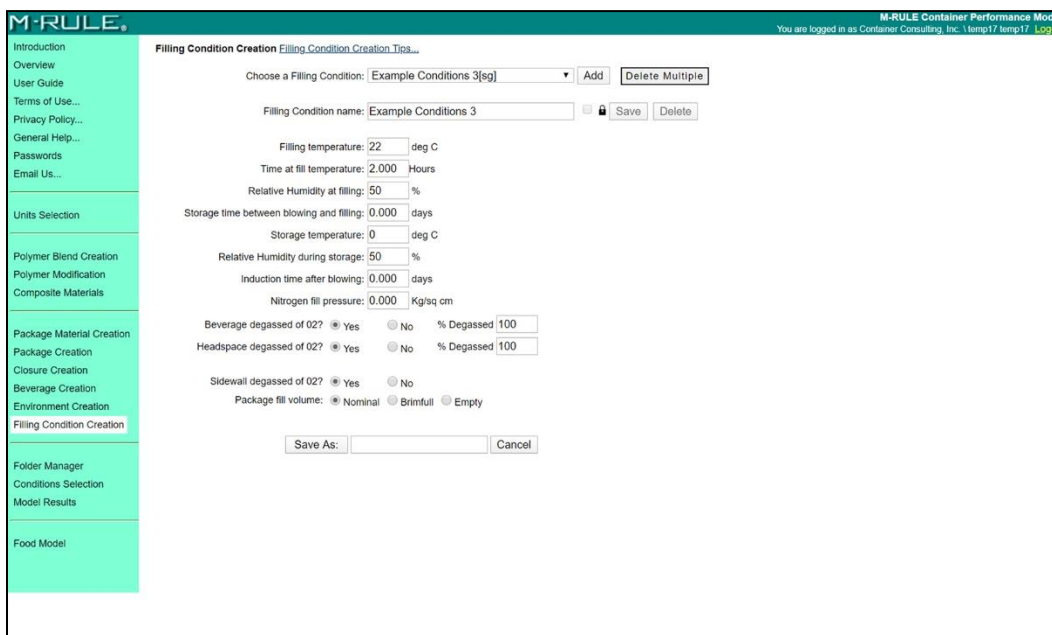 M·RULE®
M-RULE Container Performance Mod
You are logged in as Container Consulting, Inc. \ temp17 temp17 Log
Introduction
Overview
User Guide
Terms of Use...
Privacy Policy...
General Help...
Passwords
Email Us...
Units Selection
Polymer Blend Creation
Polymer Modification
Composite Materials
Package Material Creation
Package Creation
Closure Creation
Beverage Creation
Environment Creation
Filling Condition Creation
Folder Manager
Conditions Selection
Model Results
Food Model
Filling Condition Creation Filling Condition Creation Tips...
Choose a Filling Condition: Example Conditions 3[sg] Add Delete Multiple
Filling Condition name: Example Conditions 3 Save Delete
Filling temperature: 22 deg C
Time at fill temperature: 2.000 Hours
Relative Humidity at filling: 50 %
Storage time between blowing and filling: 0.000 days
Storage temperature: 0 deg C
Relative Humidity during storage: 50 %
Induction time after blowing: 0.000 days
Nitrogen fill pressure: 0.000 Kg/sq cm
Beverage degassed of 02? Yes No % Degassed 100
Headspace degassed of 02? Yes No % Degassed 100
Sidewall degassed of 02? Yes No
Package fill volume: Nominal Brimfull Empty
Save As: Cancel